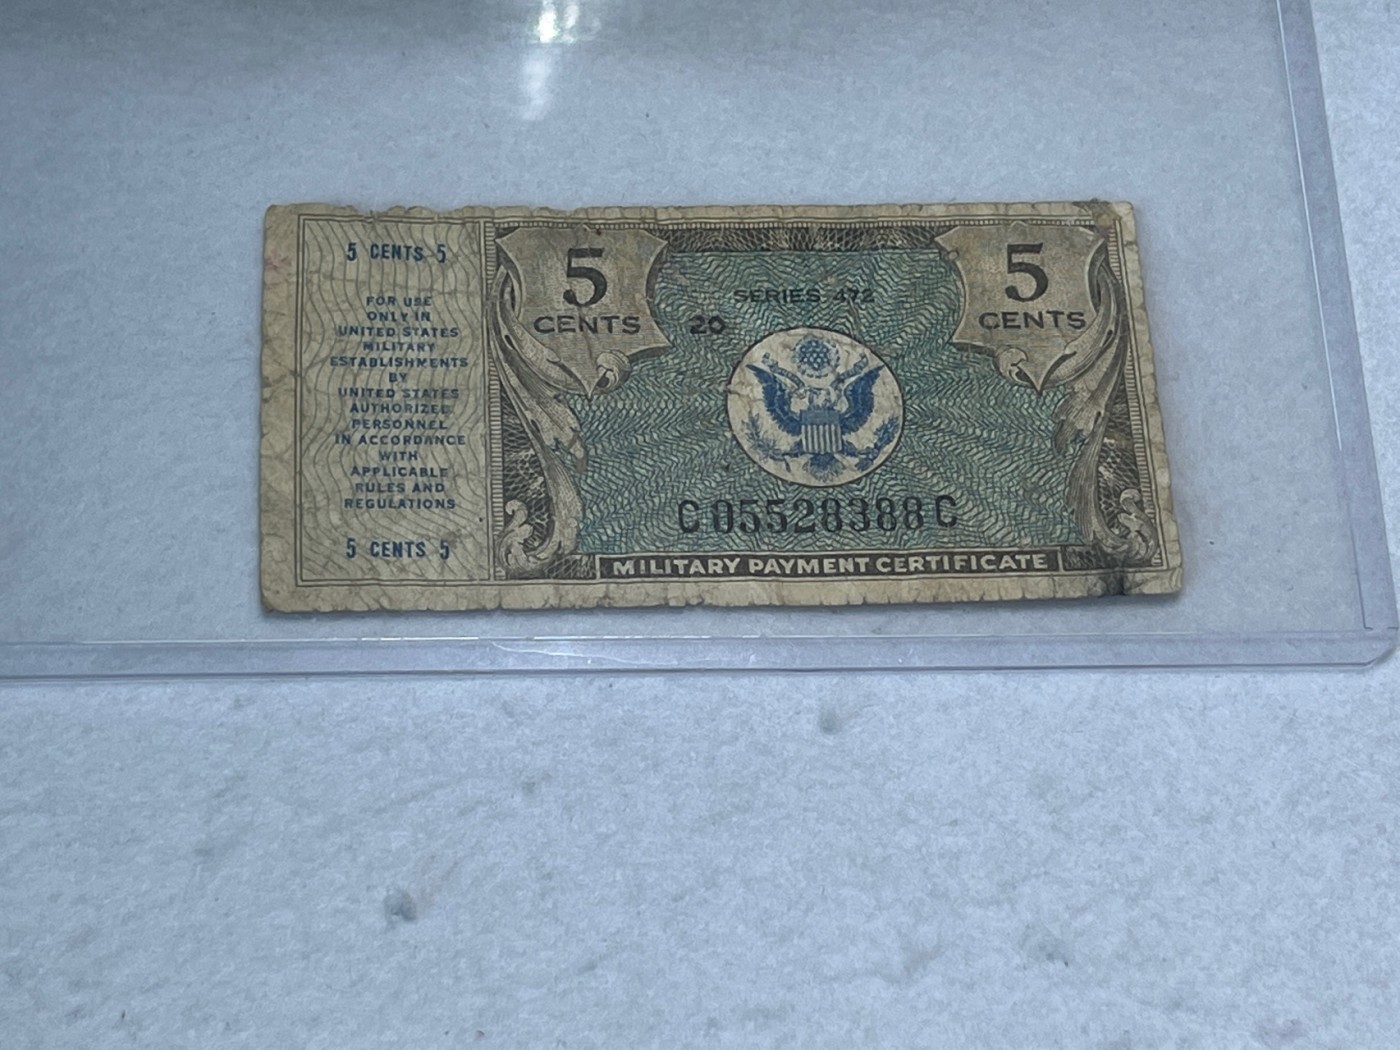 5 CENTS 5
FOR USE
ONLY IN
UNITED STATES
MILITARY
ESTABLISHMENTS
BY
UNITED STATES
AUTHORIZED
PERSONNEL
IN ACCORDANCE
WITH
APPLICABLE
RULES AND
REGULATIONS
5 CENTS 5
5
CENTS
SERIES 472
20
5
CENTS
C05528388C
MILITARY PAYMENT CERTIFICATE